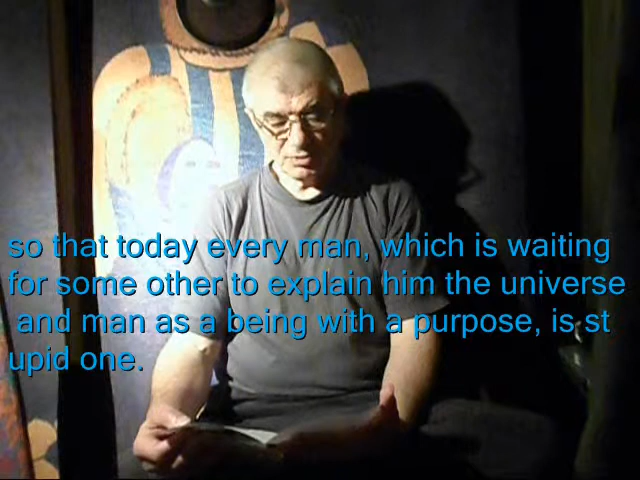 so that today every man, which is waiting
for some other to explain him the universe
and man as a being with a purpose, is st
upid one.